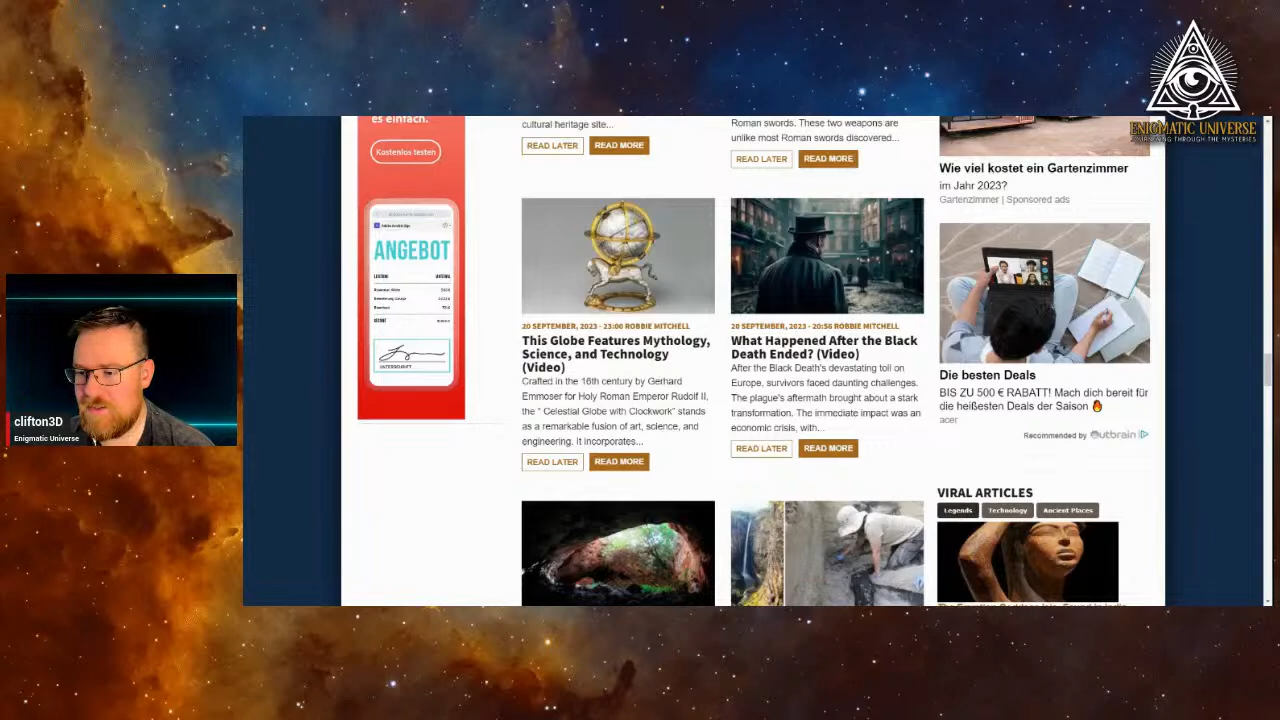 ENIGMATIC UNIVERSE
JOURNEYING THROUGH THE MYSTERIES
es einfach.
Kostenlos testen
ANGEBOT
UNTERSCHRIFT
clifton3D
Enigmatic Universe
cultural heritage site...
READ LATER READ MORE
Roman swords. These two weapons are
unlike most Roman swords discovered...
READ LATER READ MORE
20 SEPTEMBER, 2023 - 23:00 ROBBIE MITCHELL
This Globe Features Mythology,
Science, and Technology
(Video)
Crafted in the 16th century by Gerhard
Emmoser for Holy Roman Emperor Rudolf II,
the “ Celestial Globe with Clockwork” stands
as a remarkable fusion of art, science, and
engineering. It incorporates...
READ LATER READ MORE
20 SEPTEMBER, 2023 - 20:56 ROBBIE MITCHELL
What Happened After the Black
Death Ended? (Video)
After the Black Death's devastating toll on
Europe, survivors faced daunting challenges.
The plague's aftermath brought about a stark
transformation. The immediate impact was an
economic crisis, with...
READ LATER READ MORE
Wie viel kostet ein Gartenzimmer
im Jahr 2023?
Gartenzimmer | Sponsored ads
Die besten Deals
BIS ZU 500 € RABATT! Mach dich bereit für
die heißesten Deals der Saison 🔥
acer
Recommended by Outbrain
VIRAL ARTICLES
Legends Technology Ancient Places